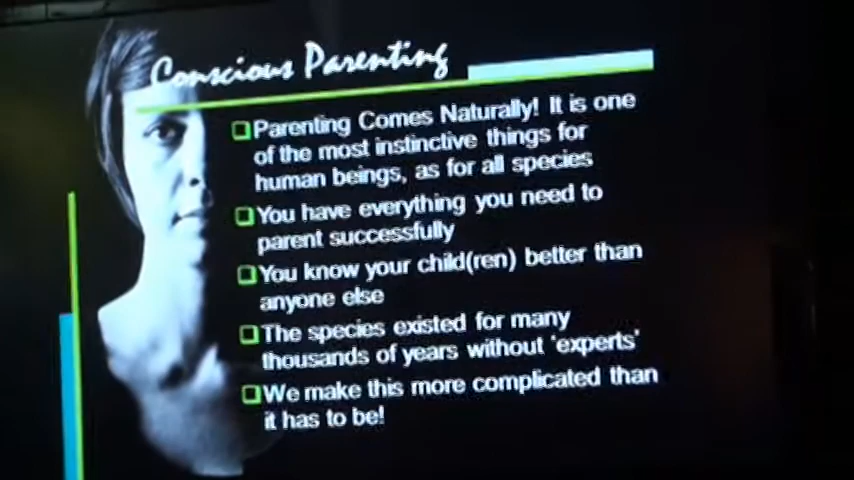 Conscious Parenting
Parenting Comes Naturally! It is one
of the most instinctive things for
human beings, as for all species
You have everything you need to
parent successfully
You know your child(ren) better than
anyone else
The species existed for many
thousands of years without 'experts'
We make this more complicated than
it has to be!